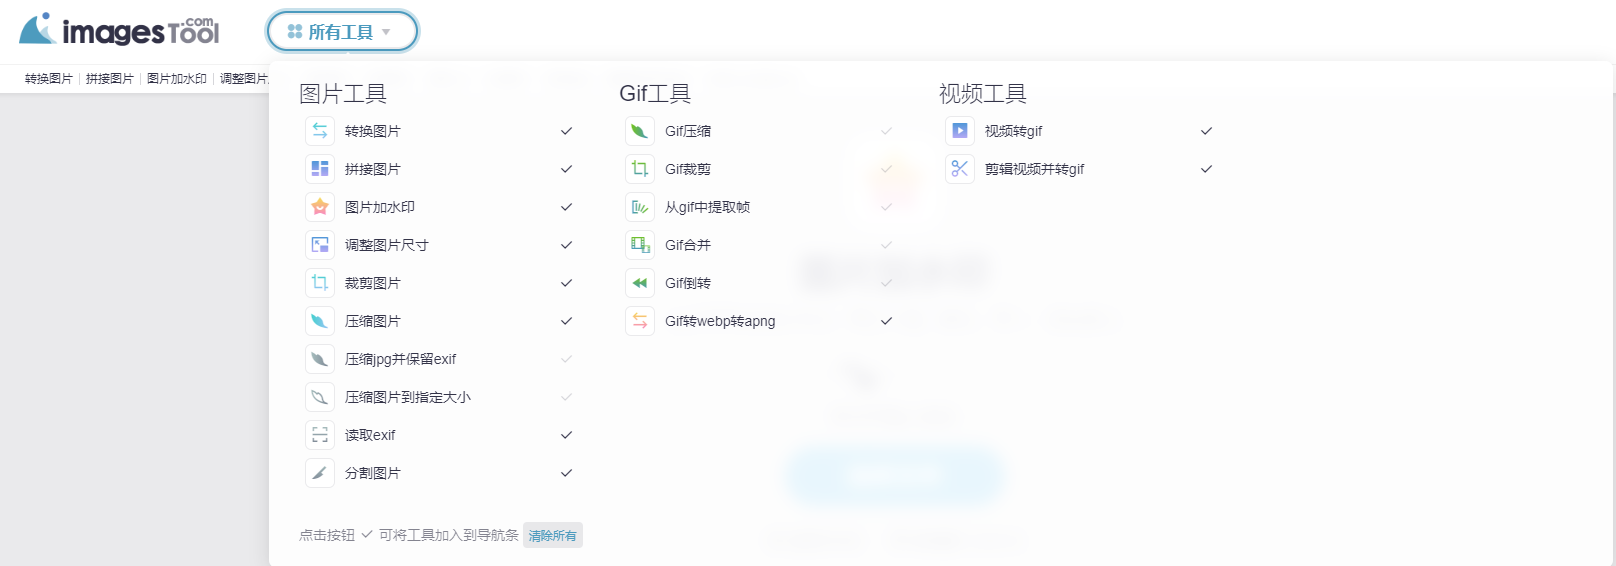 imagesTool.com
所有工具
转换图片 拼接图片 图片加水印 调整图片
图片工具
转换图片
拼接图片
图片加水印
调整图片尺寸
裁剪图片
压缩图片
压缩jpg并保留exif
压缩图片到指定大小
读取exif
分割图片
Gif工具
Gif压缩
Gif裁剪
从gif中提取帧
Gif合并
Gif倒转
Gif转webp转apng
视频工具
视频转gif
剪辑视频并转gif
点击按钮 ✓ 可将工具加入到导航条 清除所有